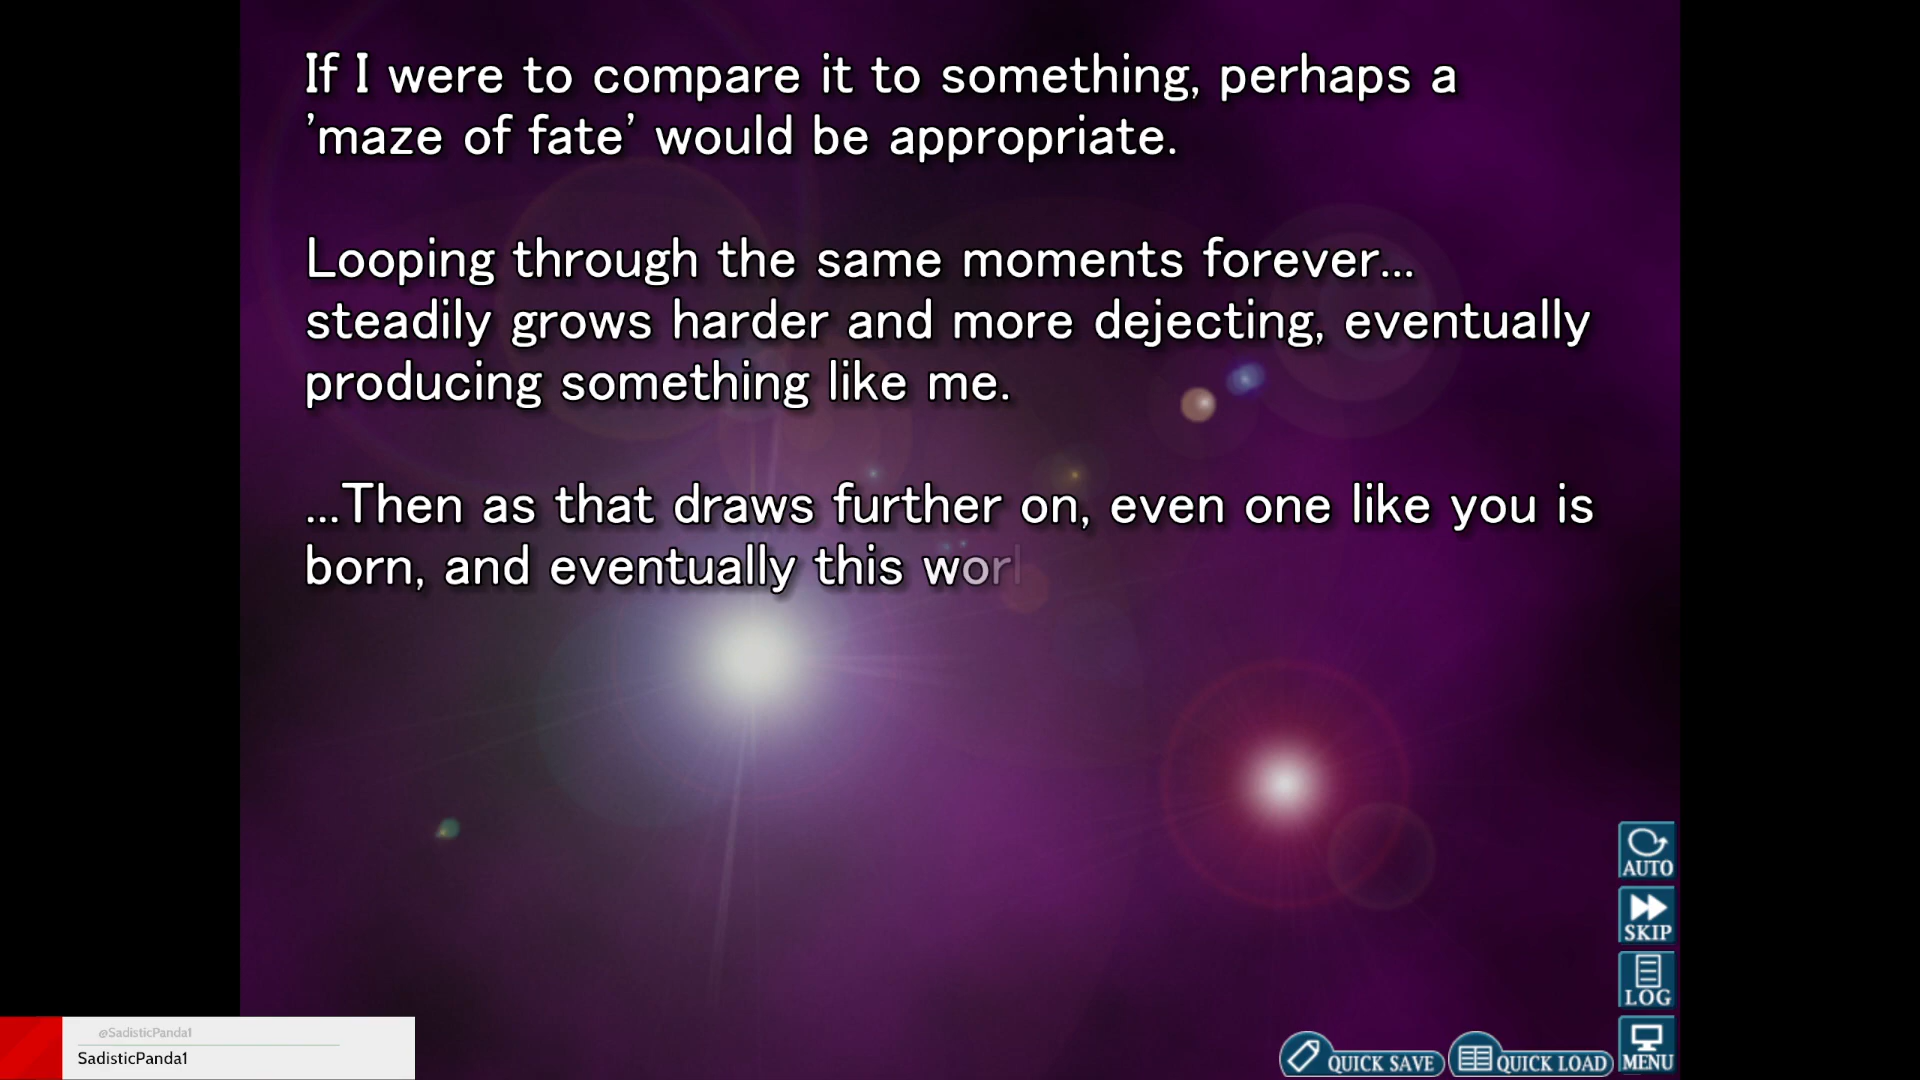 If I were to compare it to something, perhaps a
'maze of fate' would be appropriate.
Looping through the same moments forever...
steadily grows harder and more dejecting, eventually
producing something like me.
...Then as that draws further on, even one like you is
born, and eventually this worl
AUTO
SKIP
LOG
MENU
QUICK SAVE
QUICK LOAD
@SadisticPanda1
SadisticPanda1